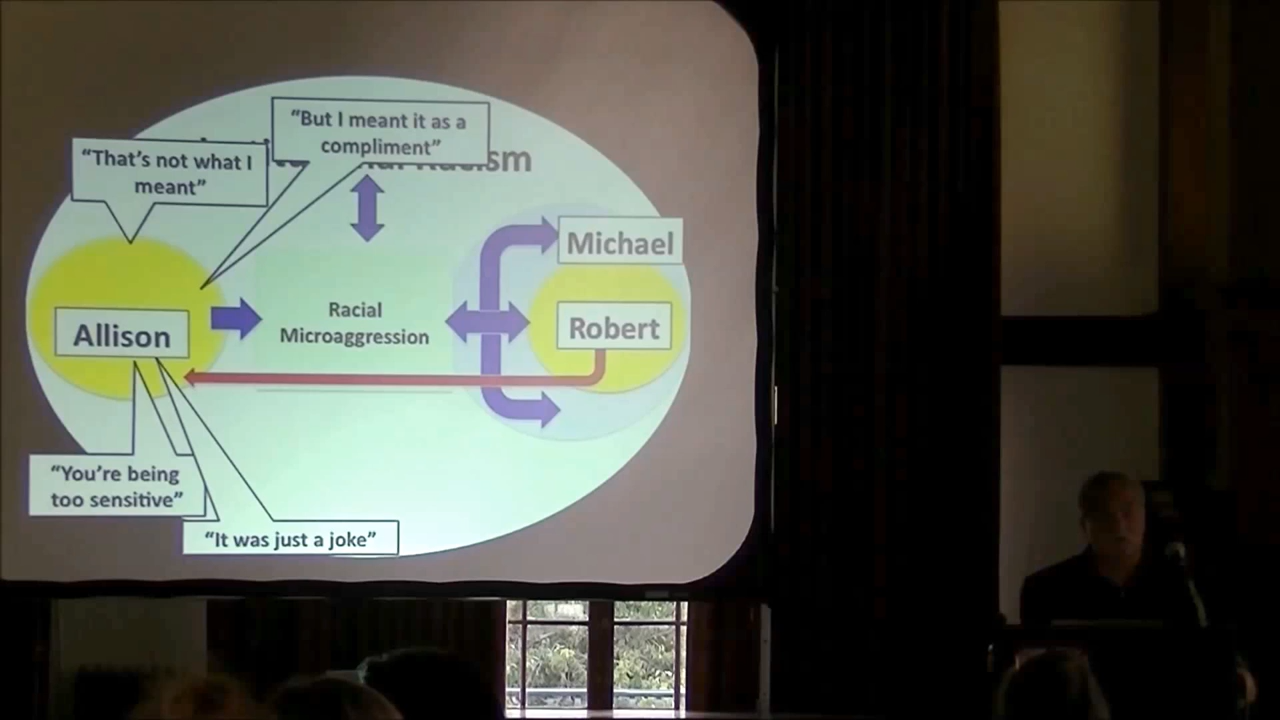 “But I meant it as a
compliment”
“That’s not what I
meant”
Michael
Racial
Microaggression
Robert
Allison
“You’re being
too sensitive”
“It was just a joke”